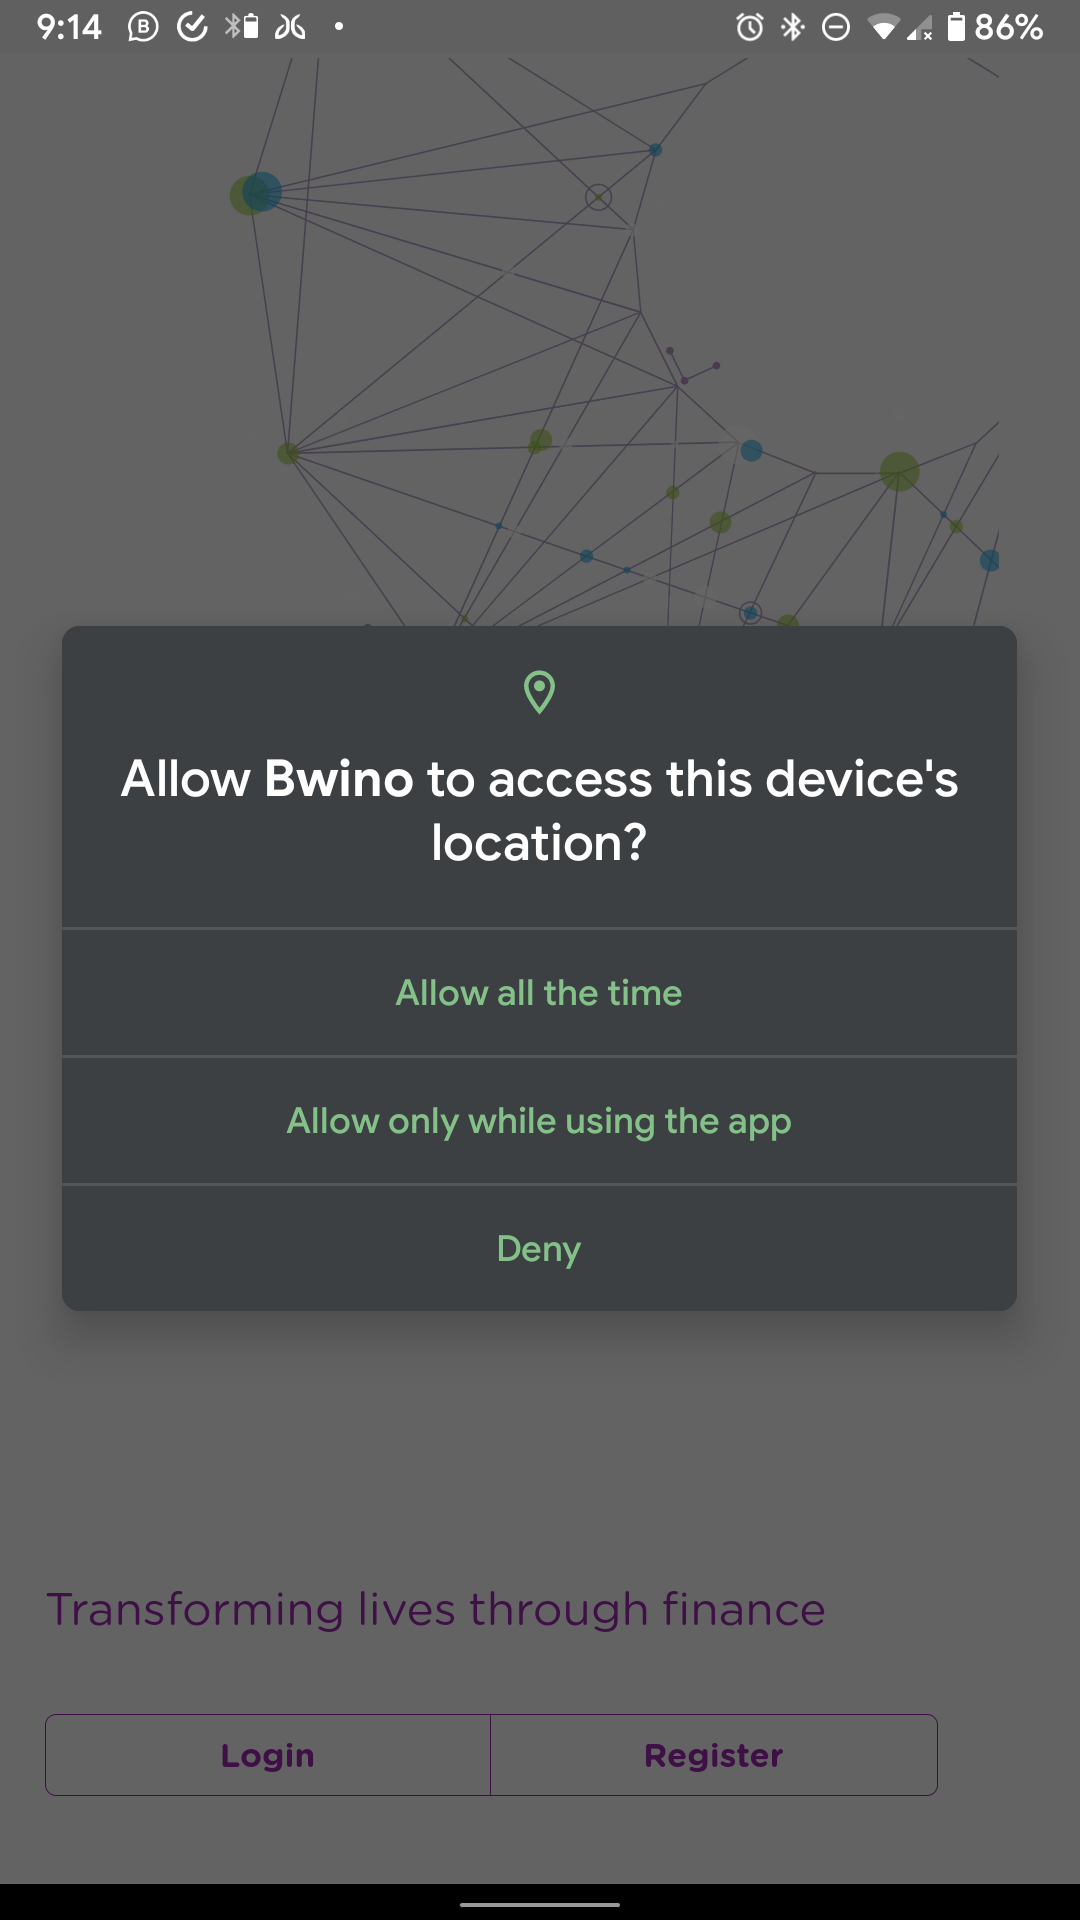 9:14
86%
Allow Bwino to access this device's
location?
Allow all the time
Allow only while using the app
Deny
Transforming lives through finance
Login
Register